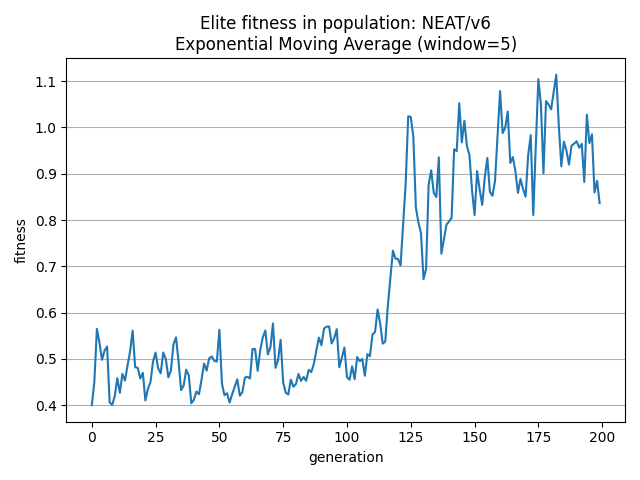 Elite fitness in population: NEAT/v6
Exponential Moving Average (window=5)
1.1
1.0
0.9
0.8
0.7
0.6
0.5
0.4
fitness
0 25 50 75 100 125 150 175 200
generation